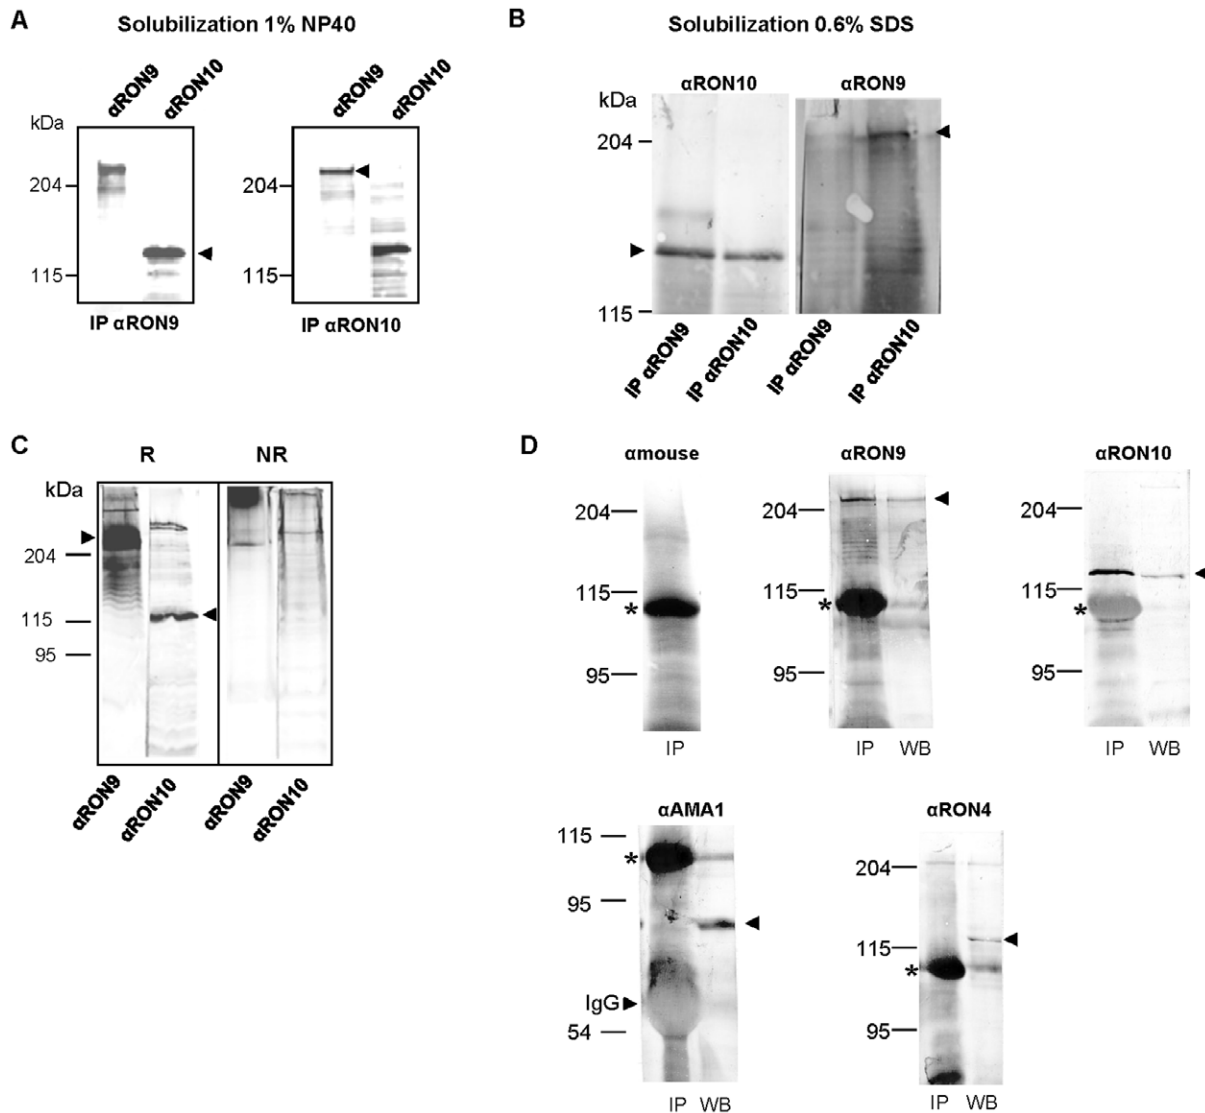 A
Solubilization 1% NP40
αRON9
αRON10
αRON9
αRON10
kDa
204
115
204
115
IP αRON9
IP αRON10
B
Solubilization 0.6% SDS
αRON10
αRON9
kDa
204
115
IP αRON9
IP αRON10
IP αRON9
IP αRON10
C
R
NR
kDa
204
115
95
αRON9
αRON10
αRON9
αRON10
D
αmouse
204
115
*
95
IP
αRON9
204
115
*
95
IP WB
αRON10
204
115
*
95
IP WB
αAMA1
115
*
95
IgG
54
IP WB
αRON4
204
115
*
95
IP WB